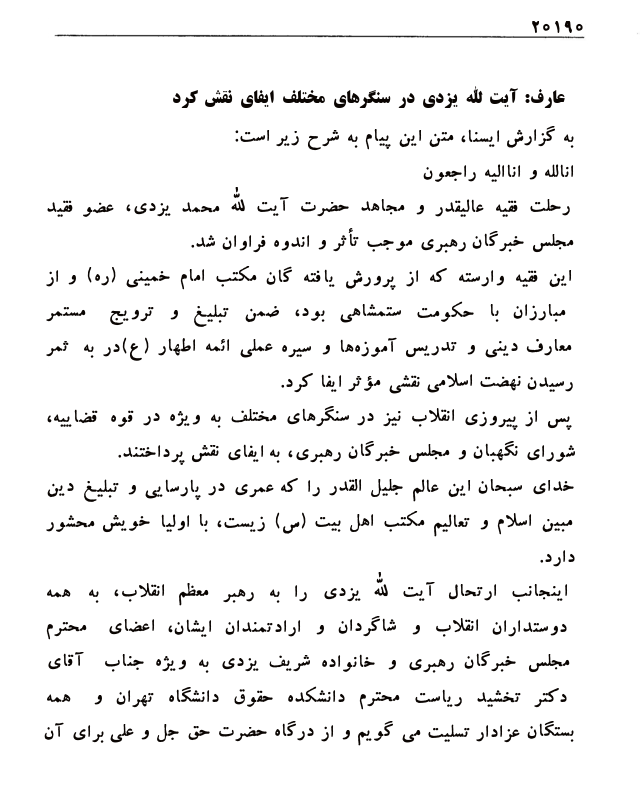 ۲۰۱۹۰
عارف: آیت لله یزدی در سنگرهای مختلف ایفای نقش کرد
به گزارش ایسنا، متن این پیام به شرح زیر است:
انالله و اناالیه راجعون
رحلت فقیه عالیقدر و مجاهد حضرت آیت لله محمد یزدی، عضو فقید
مجلس خبرگان رهبری موجب تأثر و اندوه فراوان شد.
این فقیه وارسته که از پرورش یافته گان مکتب امام خمینی (ره) و از
مبارزان با حکومت ستمشاهی بود، ضمن تبلیغ و ترویج مستمر
معارف دینی و تدریس آموزه‌ها و سیره عملی ائمه اطهار (ع)در به ثمر
رسیدن نهضت اسلامی نقشی مؤثر ایفا کرد.
پس از پیروزی انقلاب نیز در سنگرهای مختلف به ویژه در قوه قضاییه،
شورای نگهبان و مجلس خبرگان رهبری، به ایفای نقش پرداختند.
خدای سبحان این عالم جلیل القدر را که عمری در پارسایی و تبلیغ دین
مبین اسلام و تعالیم مکتب اهل بیت (س) زیست، با اولیا خویش محشور
دارد.
اینجانب ارتحال آیت لله یزدی را به رهبر معظم انقلاب، به همه
دوستداران انقلاب و شاگردان و ارادتمندان ایشان، اعضای محترم
مجلس خبرگان رهبری و خانواده شریف یزدی به ویژه جناب آقای
دکتر تخشید ریاست محترم دانشکده حقوق دانشگاه تهران و همه
بستگان عزادار تسلیت می گویم و از درگاه حضرت حق جل و علی برای آن